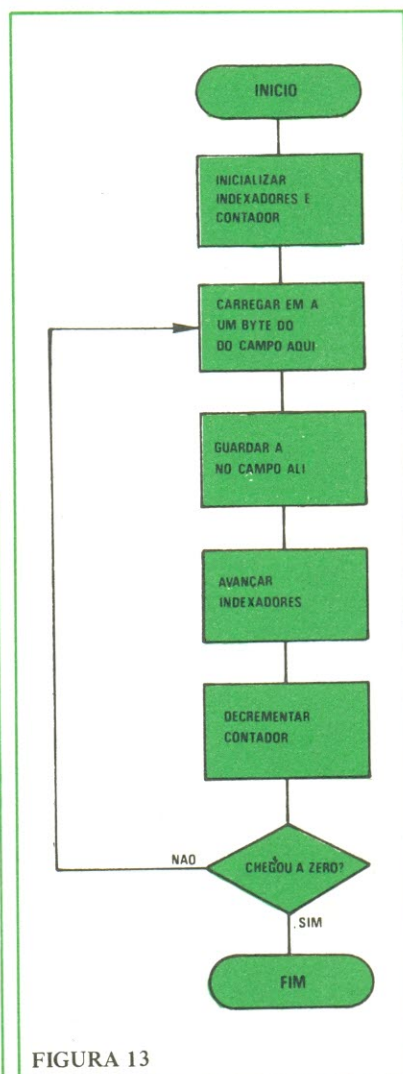 INICIO
INICIALIZAR
INDEXADORES E
CONTADOR
CARREGAR EM A
UM BYTE DO
DO CAMPO AQUI
GUARDAR A
NO CAMPO ALI
AVANÇAR
INDEXADORES
DECREMENTAR
CONTADOR
CHEGOU A ZERO?
NAO
SIM
FIM
FIGURA 13